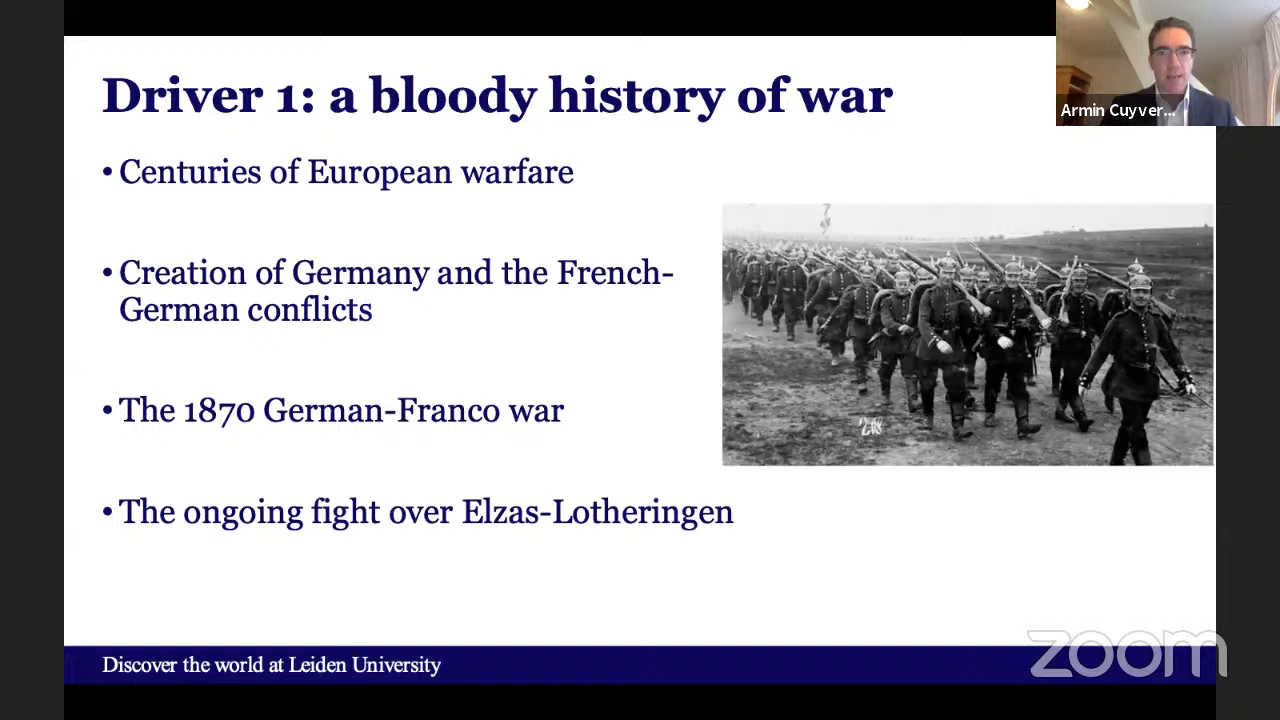 Driver 1: a bloody history of war
Armin Cuyver...
• Centuries of European warfare
• Creation of Germany and the French-
German conflicts
• The 1870 German-Franco war
• The ongoing fight over Elzas-Lotheringen
Discover the world at Leiden University
zoom